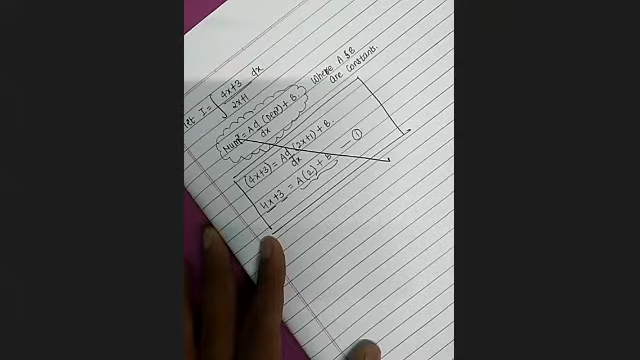 let I = ∫ 4x+3 / 2x+1 dx
Num = A d/dx (Den) + B
Where A & B
are constants.
(4x+3) = A d/dx (2x+1) + B.
4x+3 = A(2) + B — ①